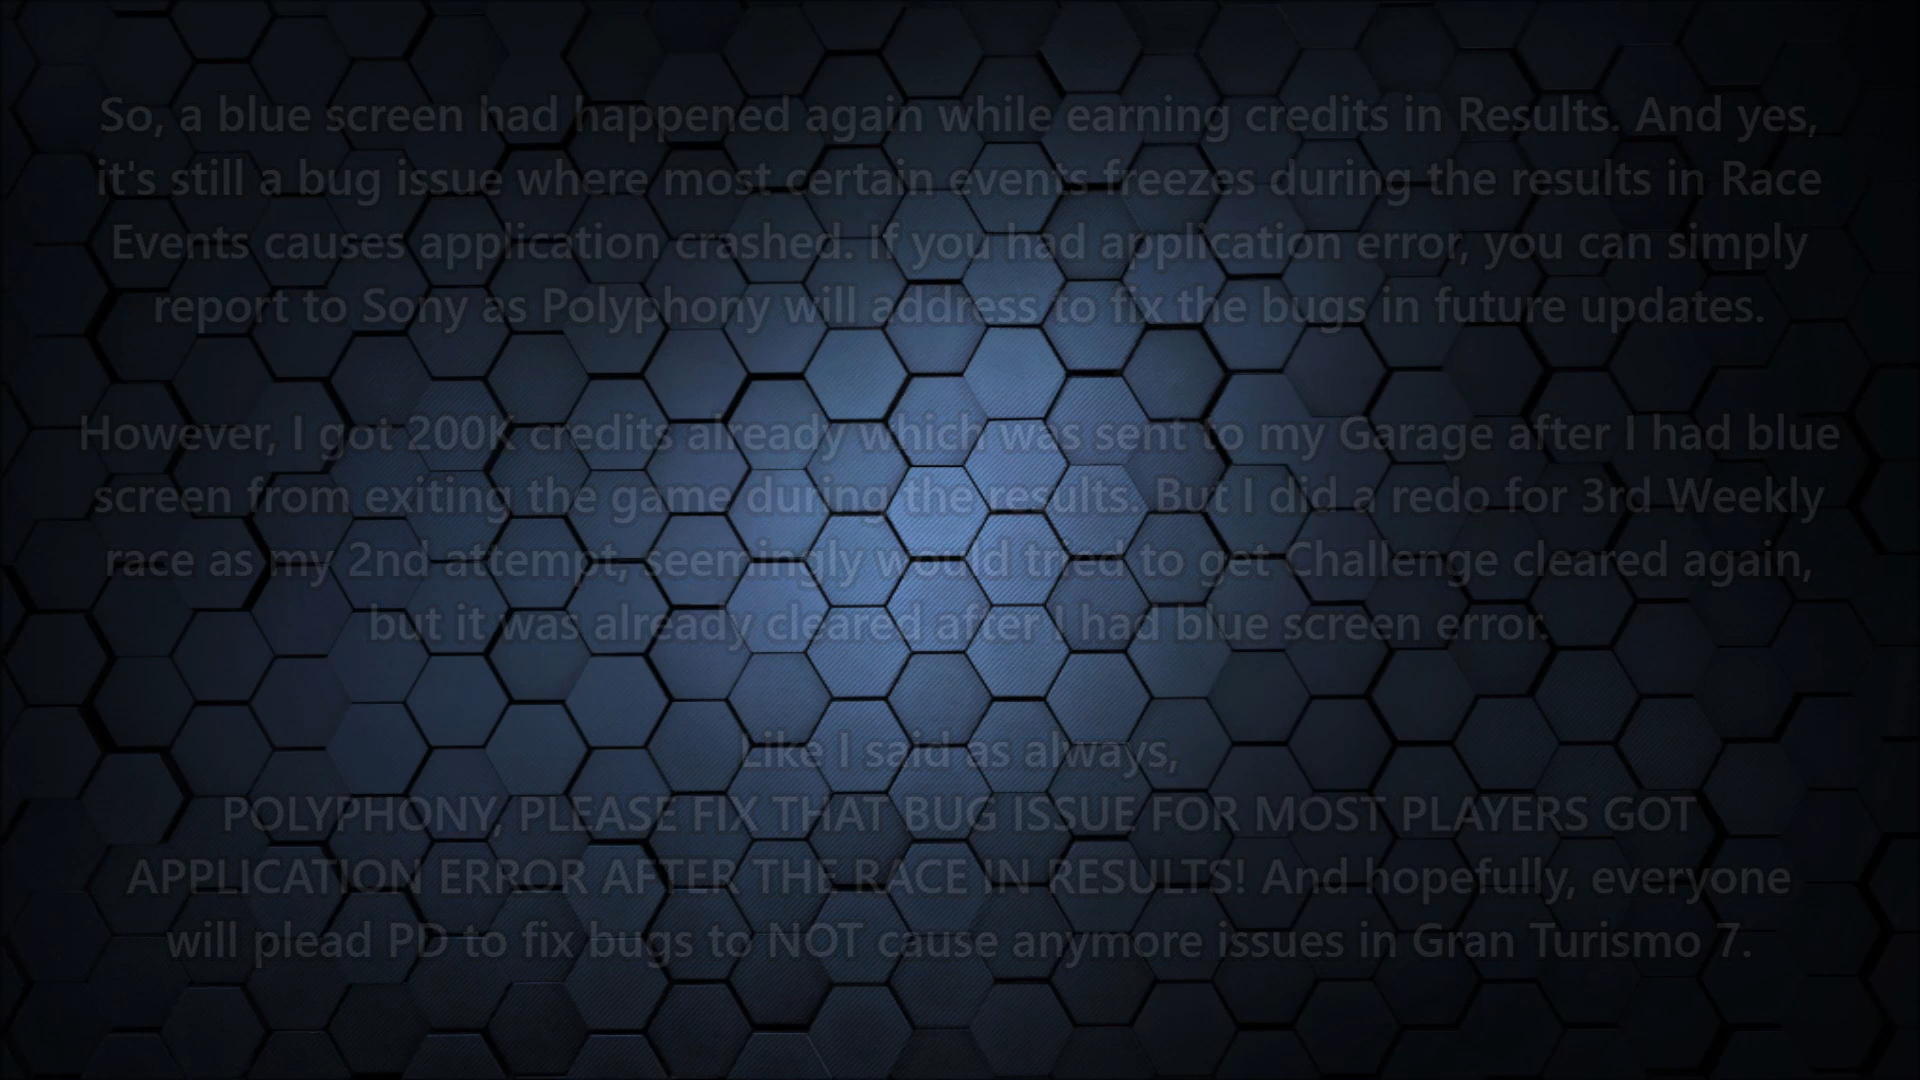 So, a blue screen had happened again while earning credits in Results. And yes,
it's still a bug issue where most certain events freezes during the results in Race
Events causes application crashed. If you had application error, you can simply
report to Sony as Polyphony will address to fix the bugs in future updates.
However, I got 200K credits already which was sent to my Garage after I had blue
screen from exiting the game during the results. But I did a redo for 3rd Weekly
race as my 2nd attempt, seemingly would tried to get Challenge cleared again,
but it was already cleared after I had blue screen error.
Like I said as always,
POLYPHONY, PLEASE FIX THAT BUG ISSUE FOR MOST PLAYERS GOT
APPLICATION ERROR AFTER THE RACE IN RESULTS! And hopefully, everyone
will plead PD to fix bugs to NOT cause anymore issues in Gran Turismo 7.